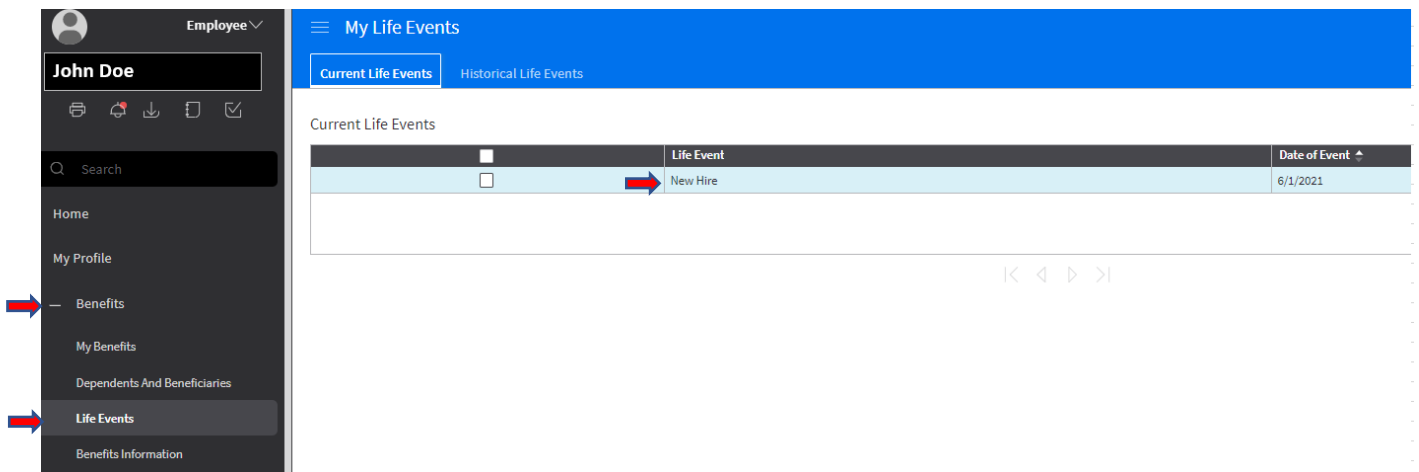 Employee
John Doe
Search
Home
My Profile
Benefits
My Benefits
Dependents And Beneficiaries
Life Events
Benefits Information
My Life Events
Current Life Events Historical Life Events
Current Life Events
Life Event Date of Event
New Hire 6/1/2021